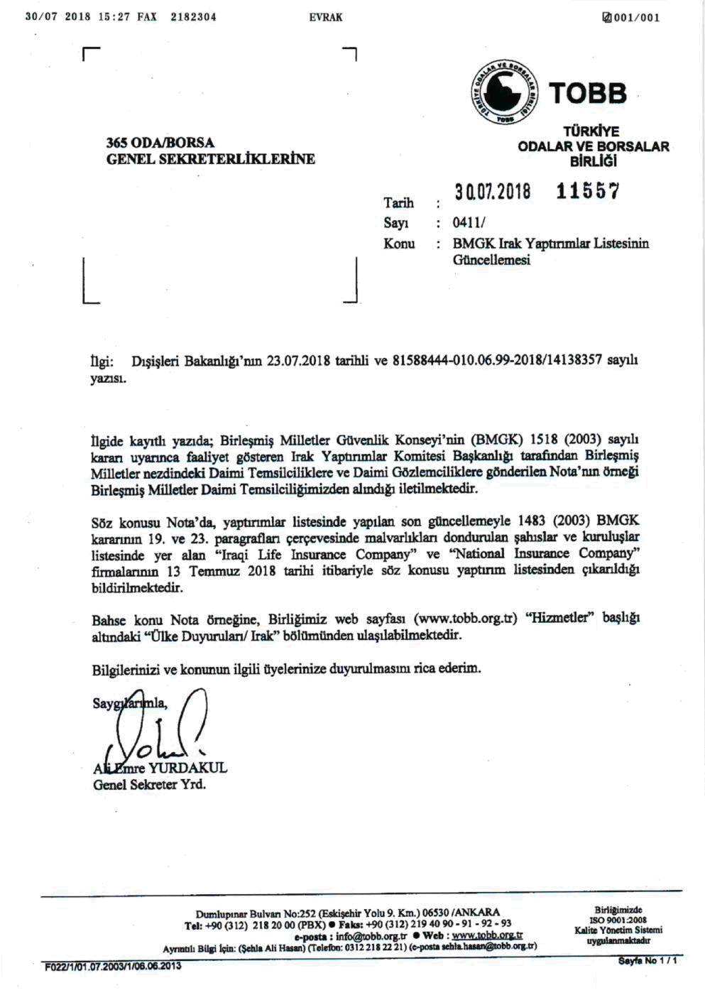 30/07 2018 15:27 FAX 2182304 EVRAK 001/001
TÜRKİYE ODALAR VE BORSALAR BİRLİĞİ
TOBB
TOBB
TÜRKİYE
ODALAR VE BORSALAR
BİRLİĞİ
365 ODA/BORSA
GENEL SEKRETERLİKLERİNE
30.07.2018 11557
Tarih :
Sayı : 0411/
Konu : BMGK Irak Yaptırımlar Listesinin
Güncellemesi
İlgi: Dışişleri Bakanlığı'nın 23.07.2018 tarihli ve 81588444-010.06.99-2018/14138357 sayılı
yazısı.
İlgide kayıtlı yazıda; Birleşmiş Milletler Güvenlik Konseyi'nin (BMGK) 1518 (2003) sayılı
kararı uyarınca faaliyet gösteren Irak Yaptırımlar Komitesi Başkanlığı tarafından Birleşmiş
Milletler nezdindeki Daimi Temsilciliklere ve Daimi Gözlemciliklere gönderilen Nota'nın örneği
Birleşmiş Milletler Daimi Temsilciliğimizden alındığı iletilmektedir.
Söz konusu Nota'da, yaptırımlar listesinde yapılan son güncellemeyle 1483 (2003) BMGK
kararının 19. ve 23. paragrafları çerçevesinde malvarlıkları dondurulan şahıslar ve kuruluşlar
listesinde yer alan “Iraqi Life Insurance Company” ve “National Insurance Company”
firmalarının 13 Temmuz 2018 tarihi itibariyle söz konusu yaptırım listesinden çıkarıldığı
bildirilmektedir.
Bahse konu Nota örneğine, Birliğimiz web sayfası (www.tobb.org.tr) “Hizmetler” başlığı
altındaki “Ülke Duyuruları/ Irak” bölümünden ulaşılabilmektedir.
Bilgilerinizi ve konunun ilgili üyelerinize duyurulmasını rica ederim.
Saygılarımla,
Ali Emre YURDAKUL
Genel Sekreter Yrd.
Dumlupınar Bulvarı No:252 (Eskişehir Yolu 9. Km.) 06530 /ANKARA
Tel: +90 (312) 218 20 00 (PBX) ● Faks: +90 (312) 219 40 90 - 91 - 92 - 93
e-posta : info@tobb.org.tr ● Web : www.tobb.org.tr
Ayrıntılı Bilgi İçin: (Şehla Ali Hasan) (Telefon: 0312 218 22 21) (e-posta sehla.hasan@tobb.org.tr)
Birliğimizde
ISO 9001:2008
Kalite Yönetim Sistemi
uygulanmaktadır
F022/1/01.07.2003/1/06.06.2013 Sayfa No 1 / 1